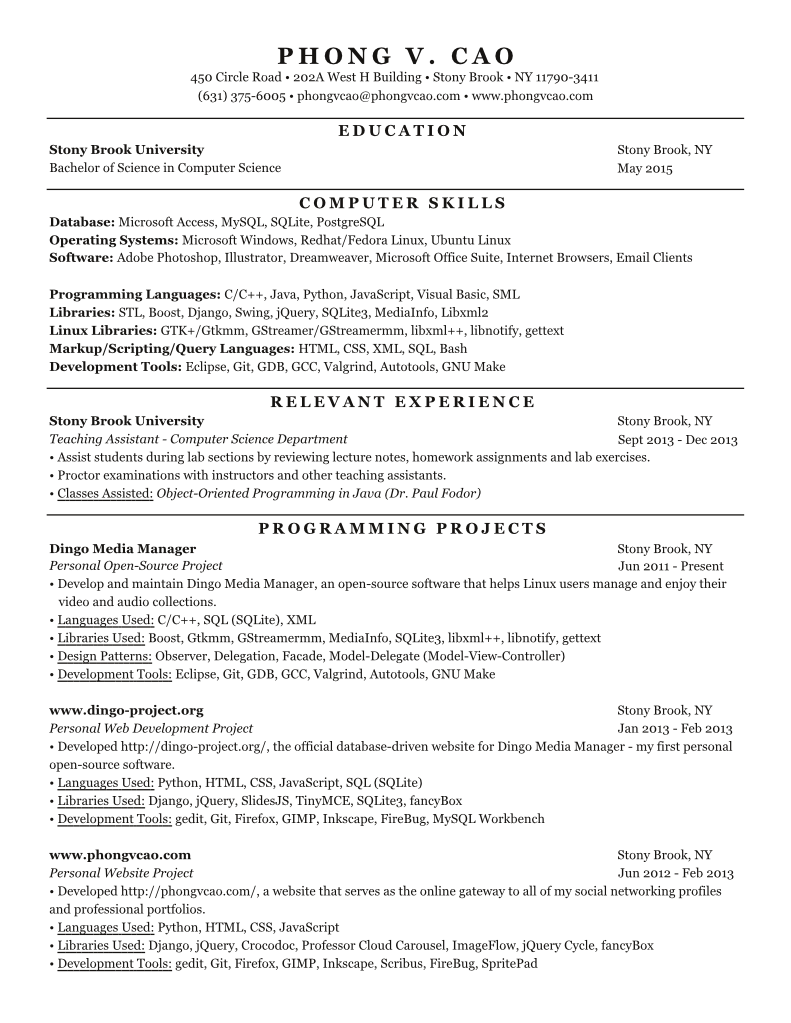 PHONG V. CAO
450 Circle Road • 202A West H Building • Stony Brook • NY 11790-3411
(631) 375-6005 • phongvcao@phongvcao.com • www.phongvcao.com
EDUCATION
Stony Brook University Stony Brook, NY
Bachelor of Science in Computer Science May 2015
COMPUTER SKILLS
Database: Microsoft Access, MySQL, SQLite, PostgreSQL
Operating Systems: Microsoft Windows, Redhat/Fedora Linux, Ubuntu Linux
Software: Adobe Photoshop, Illustrator, Dreamweaver, Microsoft Office Suite, Internet Browsers, Email Clients
Programming Languages: C/C++, Java, Python, JavaScript, Visual Basic, SML
Libraries: STL, Boost, Django, Swing, jQuery, SQLite3, MediaInfo, Libxml2
Linux Libraries: GTK+/Gtkmm, GStreamer/GStreamermm, libxml++, libnotify, gettext
Markup/Scripting/Query Languages: HTML, CSS, XML, SQL, Bash
Development Tools: Eclipse, Git, GDB, GCC, Valgrind, Autotools, GNU Make
RELEVANT EXPERIENCE
Stony Brook University Stony Brook, NY
Teaching Assistant - Computer Science Department Sept 2013 - Dec 2013
• Assist students during lab sections by reviewing lecture notes, homework assignments and lab exercises.
• Proctor examinations with instructors and other teaching assistants.
• Classes Assisted: Object-Oriented Programming in Java (Dr. Paul Fodor)
PROGRAMMING PROJECTS
Dingo Media Manager Stony Brook, NY
Personal Open-Source Project Jun 2011 - Present
• Develop and maintain Dingo Media Manager, an open-source software that helps Linux users manage and enjoy their
video and audio collections.
• Languages Used: C/C++, SQL (SQLite), XML
• Libraries Used: Boost, Gtkmm, GStreamermm, MediaInfo, SQLite3, libxml++, libnotify, gettext
• Design Patterns: Observer, Delegation, Facade, Model-Delegate (Model-View-Controller)
• Development Tools: Eclipse, Git, GDB, GCC, Valgrind, Autotools, GNU Make
www.dingo-project.org Stony Brook, NY
Personal Web Development Project Jan 2013 - Feb 2013
• Developed http://dingo-project.org/, the official database-driven website for Dingo Media Manager - my first personal
open-source software.
• Languages Used: Python, HTML, CSS, JavaScript, SQL (SQLite)
• Libraries Used: Django, jQuery, SlidesJS, TinyMCE, SQLite3, fancyBox
• Development Tools: gedit, Git, Firefox, GIMP, Inkscape, FireBug, MySQL Workbench
www.phongvcao.com Stony Brook, NY
Personal Website Project Jun 2012 - Feb 2013
• Developed http://phongvcao.com/, a website that serves as the online gateway to all of my social networking profiles
and professional portfolios.
• Languages Used: Python, HTML, CSS, JavaScript
• Libraries Used: Django, jQuery, Crocodoc, Professor Cloud Carousel, ImageFlow, jQuery Cycle, fancyBox
• Development Tools: gedit, Git, Firefox, GIMP, Inkscape, Scribus, FireBug, SpritePad